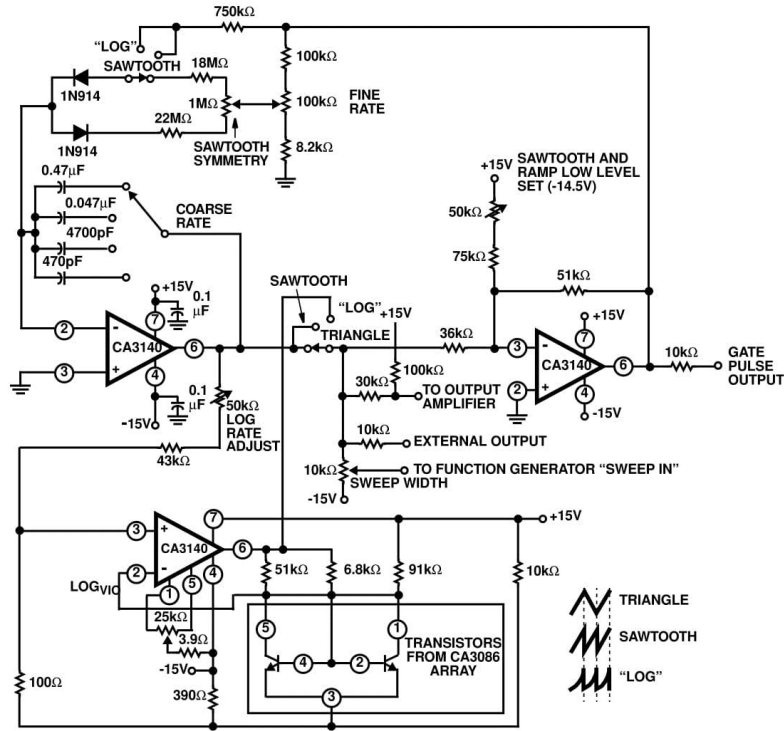 750kΩ
"LOG"
SAWTOOTH
18MΩ
100kΩ
1N914
1MΩ
100kΩ
FINE
RATE
22MΩ
1N914
SAWTOOTH
SYMMETRY
8.2kΩ
0.47µF
0.047µF
4700pF
470pF
COARSE
RATE
+15V
SAWTOOTH AND
RAMP LOW LEVEL
SET (-14.5V)
50kΩ
75kΩ
51kΩ
+15V
0.1
µF
7
2
-
CA3140
6
3
+
4
0.1
µF
-15V
SAWTOOTH
"LOG"
+15V
TRIANGLE
36kΩ
100kΩ
30kΩ
TO OUTPUT
AMPLIFIER
10kΩ
EXTERNAL OUTPUT
10kΩ
TO FUNCTION GENERATOR "SWEEP IN"
SWEEP WIDTH
-15V
+15V
7
3
-
CA3140
6
2
+
4
-15V
10kΩ
GATE
PULSE
OUTPUT
50kΩ
LOG
RATE
ADJUST
43kΩ
7
+15V
3
+
CA3140
6
2
-
4
5
1
LOGVIO
25kΩ
3.9Ω
-15V
390Ω
100Ω
51kΩ
6.8kΩ
91kΩ
10kΩ
5
1
4
2
3
TRANSISTORS
FROM CA3086
ARRAY
TRIANGLE
SAWTOOTH
"LOG"